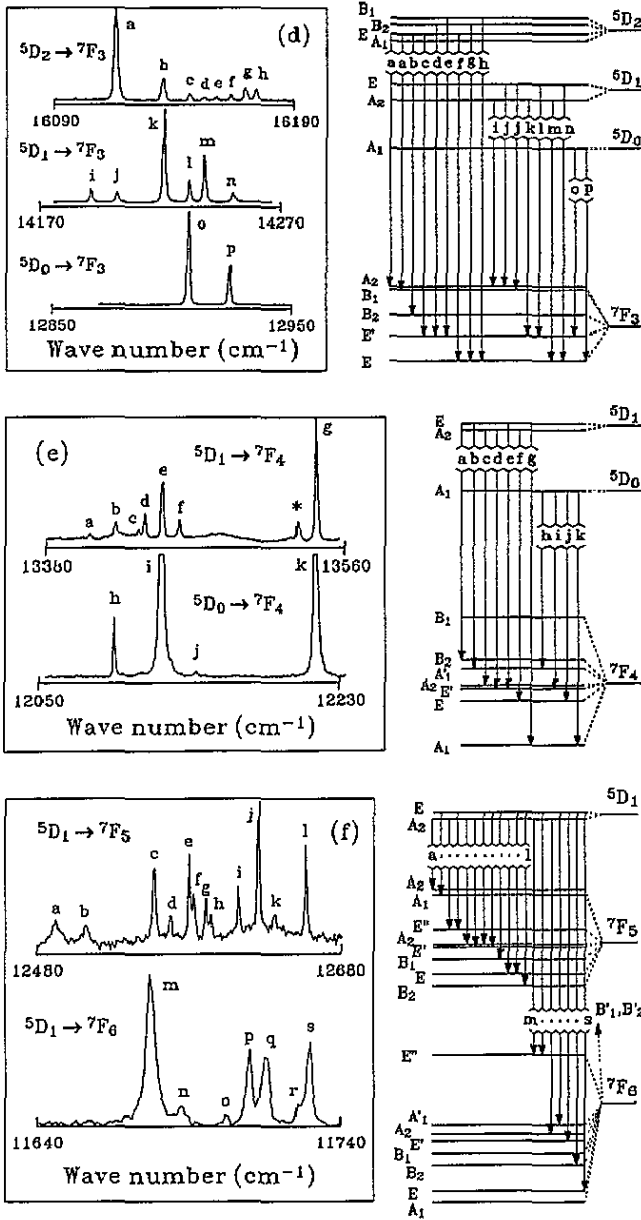 (d)
⁵D₂ → ⁷F₃
a
b
c d e f g h
16090 16190
⁵D₁ → ⁷F₃
i j k l m n
14170 14270
⁵D₀ → ⁷F₃
o
p
12850 12950
Wave number (cm⁻¹)
B₁
B₂
E
A₁
⁵D₂
a a b c d e f g h
E
A₂
⁵D₁
i j j k l m n
A₁
⁵D₀
o p
A₂
B₁
B₂
E'
E
⁷F₃
(e)
⁵D₁ → ⁷F₄
a b c d e f * g
13380 13560
⁵D₀ → ⁷F₄
h i j k
12050 12230
Wave number (cm⁻¹)
E
A₂
⁵D₁
a b c d e f g
A₁
⁵D₀
h i j k
B₁
B₂
A'₁
A₂
E'
E
A₁
⁷F₄
(f)
⁵D₁ → ⁷F₅
a b c d e f g h i j k l
12480 12680
⁵D₁ → ⁷F₆
m n o p q r s
11640 11740
Wave number (cm⁻¹)
E
A₂
⁵D₁
a · · · · · · · · l
A₂
A₁
E"
A₂
E'
B₁
E
B₂
⁷F₅
m · · · · · s
B'₁,B'₂
E"
A'₁
A₂
E'
B₁
B₂
E
A₁
⁷F₆